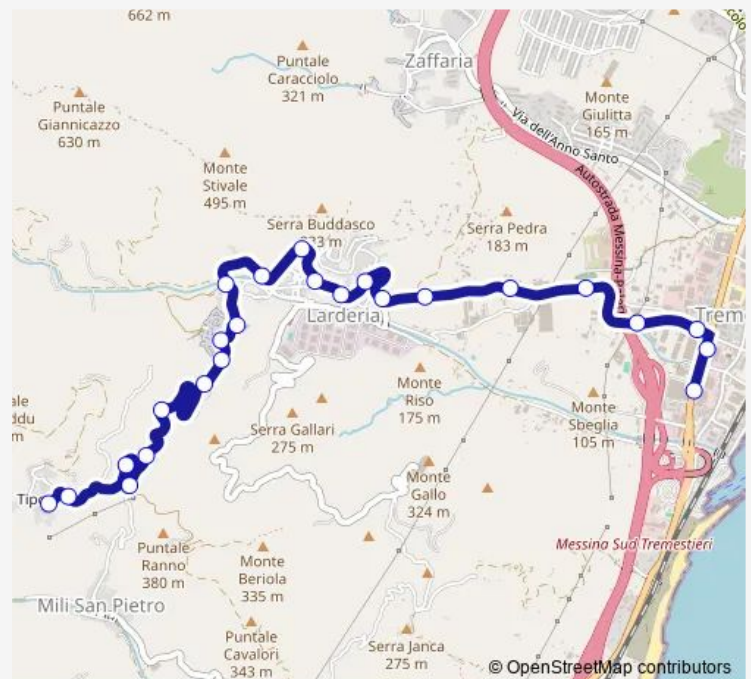 662 m
Puntale
Caracciolo
321 m
Zaffaria
Puntale
Giannicazzo
630 m
Monte
Giulitta
165 m
Via dell'Anno Santo
Monte
Stivale
495 m
Autostrada Messina-Pale
Serra Buddasco
Serra Pedra
183 m
Larderia
Trem
Monte
Riso
175 m
Monte
Sbeglia
105 m
Serra Gallari
275 m
Monte
Gallo
324 m
Tipo
Puntale
Ranno
380 m
Monte
Beriola
335 m
Messina Sud Tremestieri
Mili San Pietro
Puntale
Cavalori
343 m
Serra Janca
275 m
© OpenStreetMap contributors